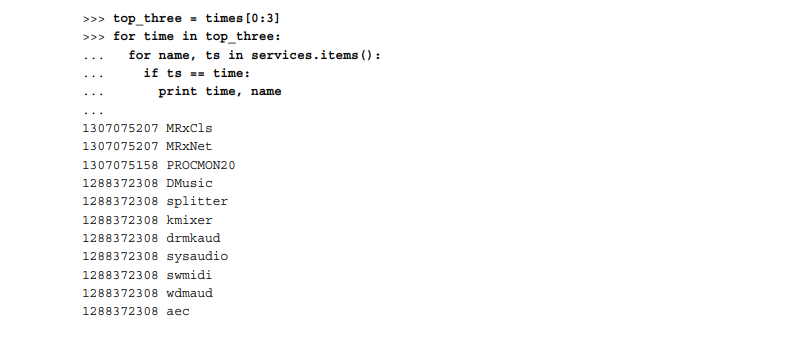 >>> top_three = times[0:3]
>>> for time in top_three:
...   for name, ts in services.items():
...     if ts == time:
...       print time, name
...
1307075207 MRxCls
1307075207 MRxNet
1307075158 PROCMON20
1288372308 DMusic
1288372308 splitter
1288372308 kmixer
1288372308 drmkaud
1288372308 sysaudio
1288372308 swmidi
1288372308 wdmaud
1288372308 aec